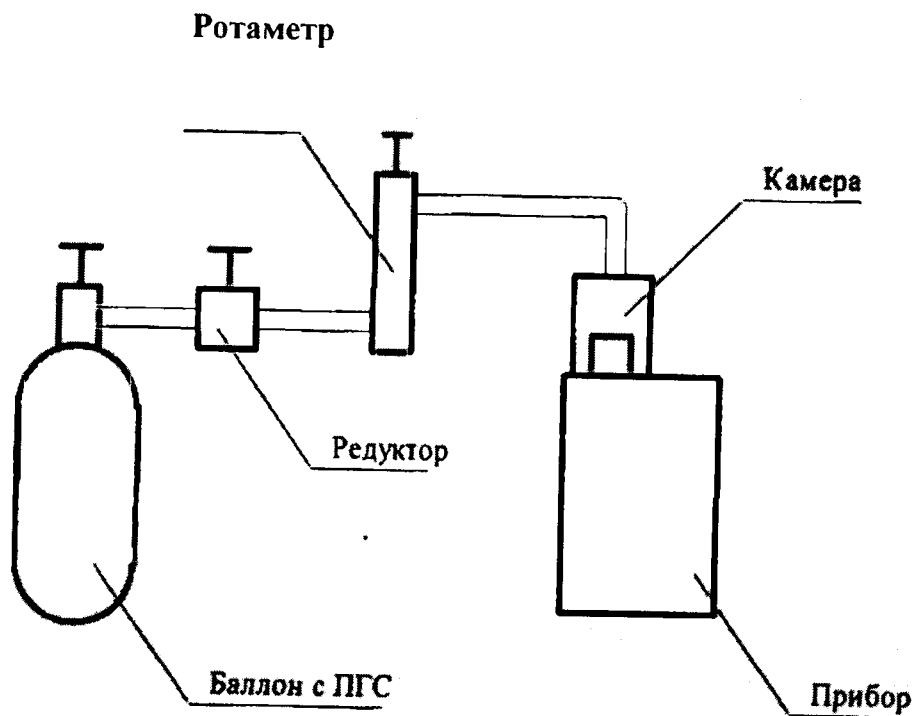 Ротаметр
Камера
Редуктор
Баллон с ПГС
Прибор